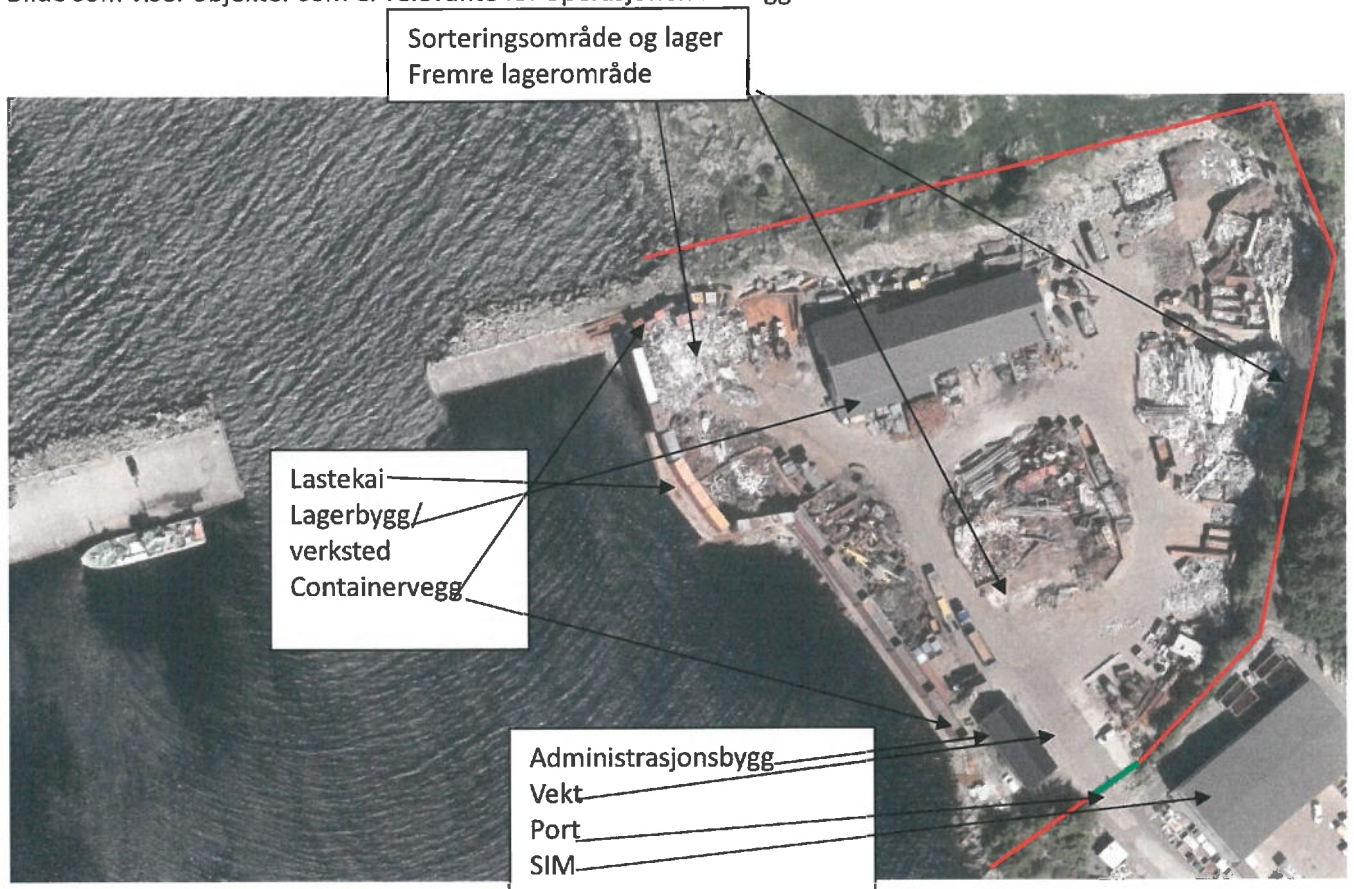 Sorteringsområde og lager
Fremre lagerområde
Lastekai
Lagerbygg/
verksted
Containervegg
Administrasjonsbygg
Vekt
Port
SIM